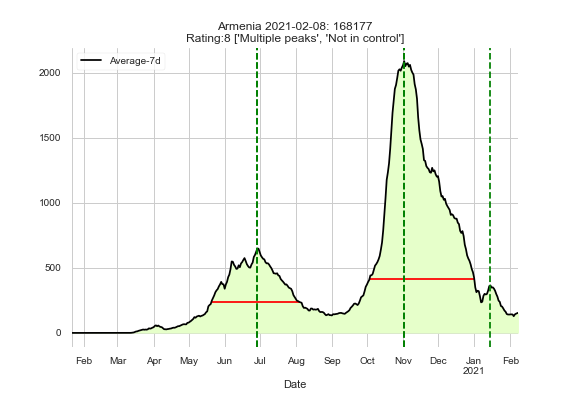 Armenia 2021-02-08: 168177
Rating:8 ['Multiple peaks', 'Not in control']
Average-7d
2000
1500
1000
500
0
Feb Mar Apr May Jun Jul Aug Sep Oct Nov Dec Jan Feb
2021
Date